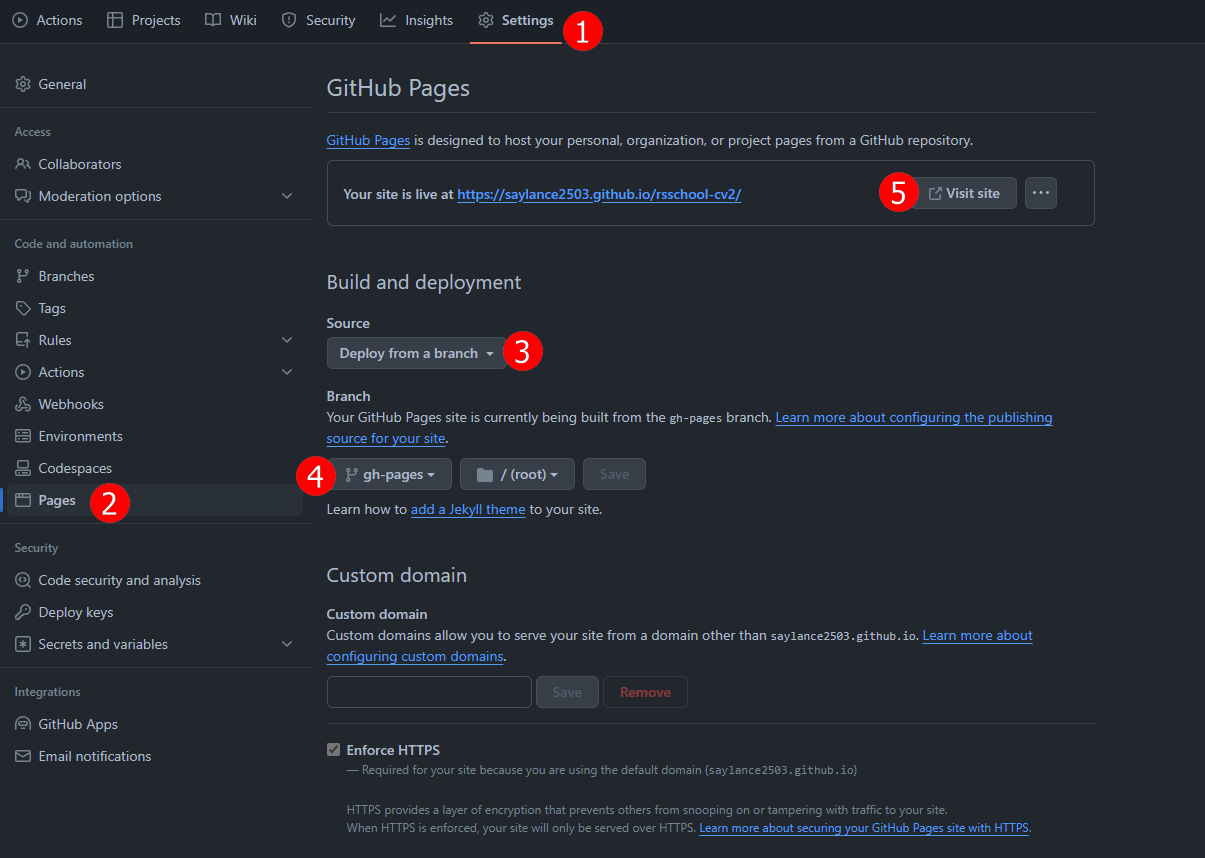 Actions Projects Wiki Security Insights Settings 1
General
Access
Collaborators
Moderation options
Code and automation
Branches
Tags
Rules
Actions
Webhooks
Environments
Codespaces
Pages 2
Security
Code security and analysis
Deploy keys
Secrets and variables
Integrations
GitHub Apps
Email notifications
GitHub Pages
GitHub Pages is designed to host your personal, organization, or project pages from a GitHub repository.
Your site is live at https://saylance2503.github.io/rsschool-cv2/ 5 Visit site ...
Build and deployment
Source
Deploy from a branch 3
Branch
Your GitHub Pages site is currently being built from the gh-pages branch. Learn more about configuring the publishing
source for your site.
4 gh-pages / (root) Save
Learn how to add a Jekyll theme to your site.
Custom domain
Custom domain
Custom domains allow you to serve your site from a domain other than saylance2503.github.io. Learn more about
configuring custom domains.
Save Remove
Enforce HTTPS
— Required for your site because you are using the default domain (saylance2503.github.io)
HTTPS provides a layer of encryption that prevents others from snooping on or tampering with traffic to your site.
When HTTPS is enforced, your site will only be served over HTTPS. Learn more about securing your GitHub Pages site with HTTPS.